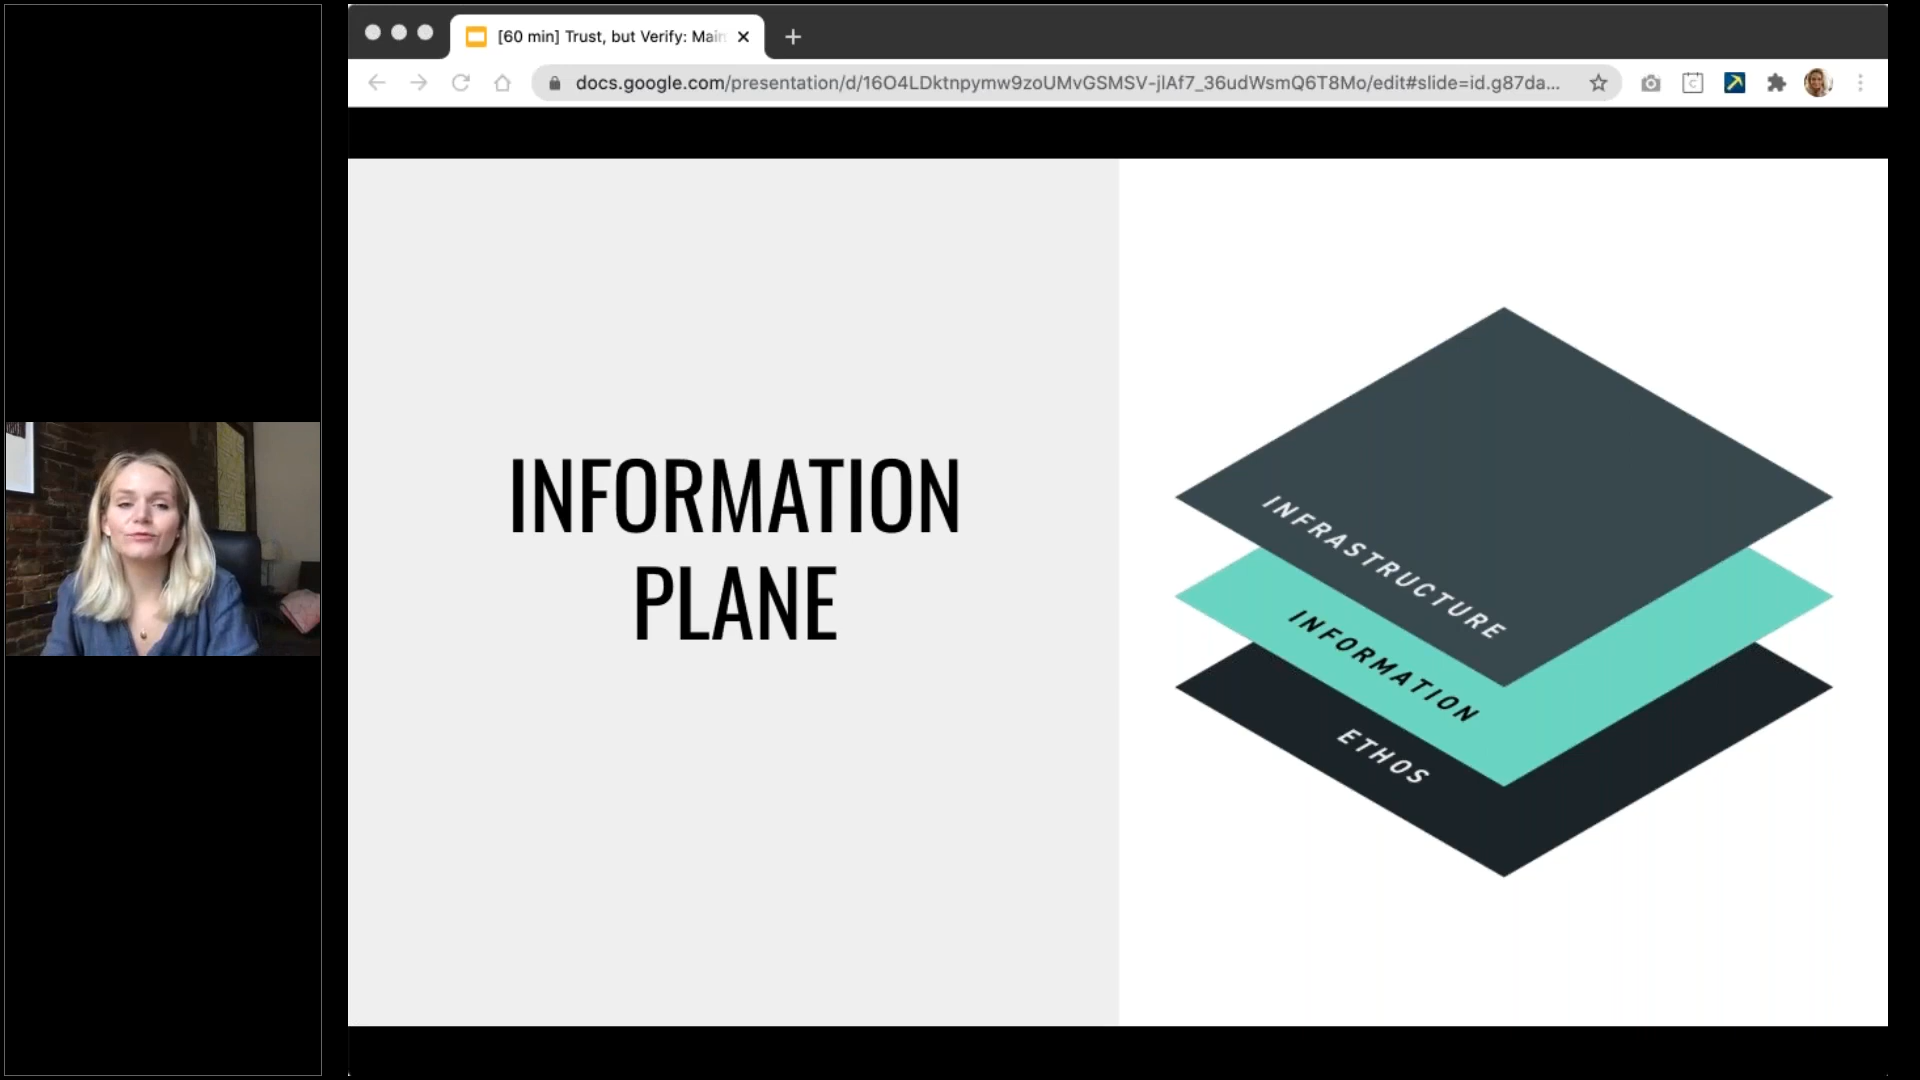 [60 min] Trust, but Verify: Main
docs.google.com/presentation/d/16O4LDktnpymw9zoUMvGSMSV-jlAf7_36udWsmQ6T8Mo/edit#slide=id.g87da...
INFORMATION
PLANE
INFRASTRUCTURE
INFORMATION
ETHOS